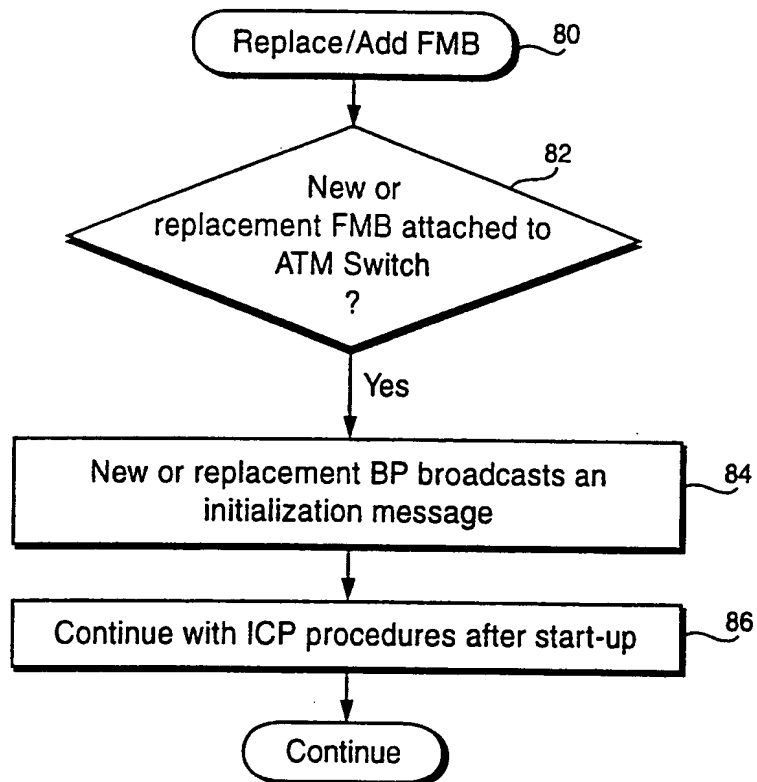 Replace/Add FMB
80
82
New or
replacement FMB attached to
ATM Switch
?
Yes
New or replacement BP broadcasts an
initialization message
84
Continue with ICP procedures after start-up
86
Continue